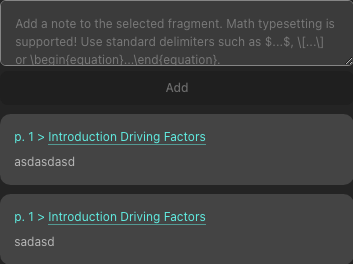 Add a note to the selected fragment. Math typesetting is
supported! Use standard delimiters such as $...$, \[...\]
or \begin{equation}...\end{equation}.
Add
p. 1 > Introduction Driving Factors
asdasdasd
p. 1 > Introduction Driving Factors
sadasd